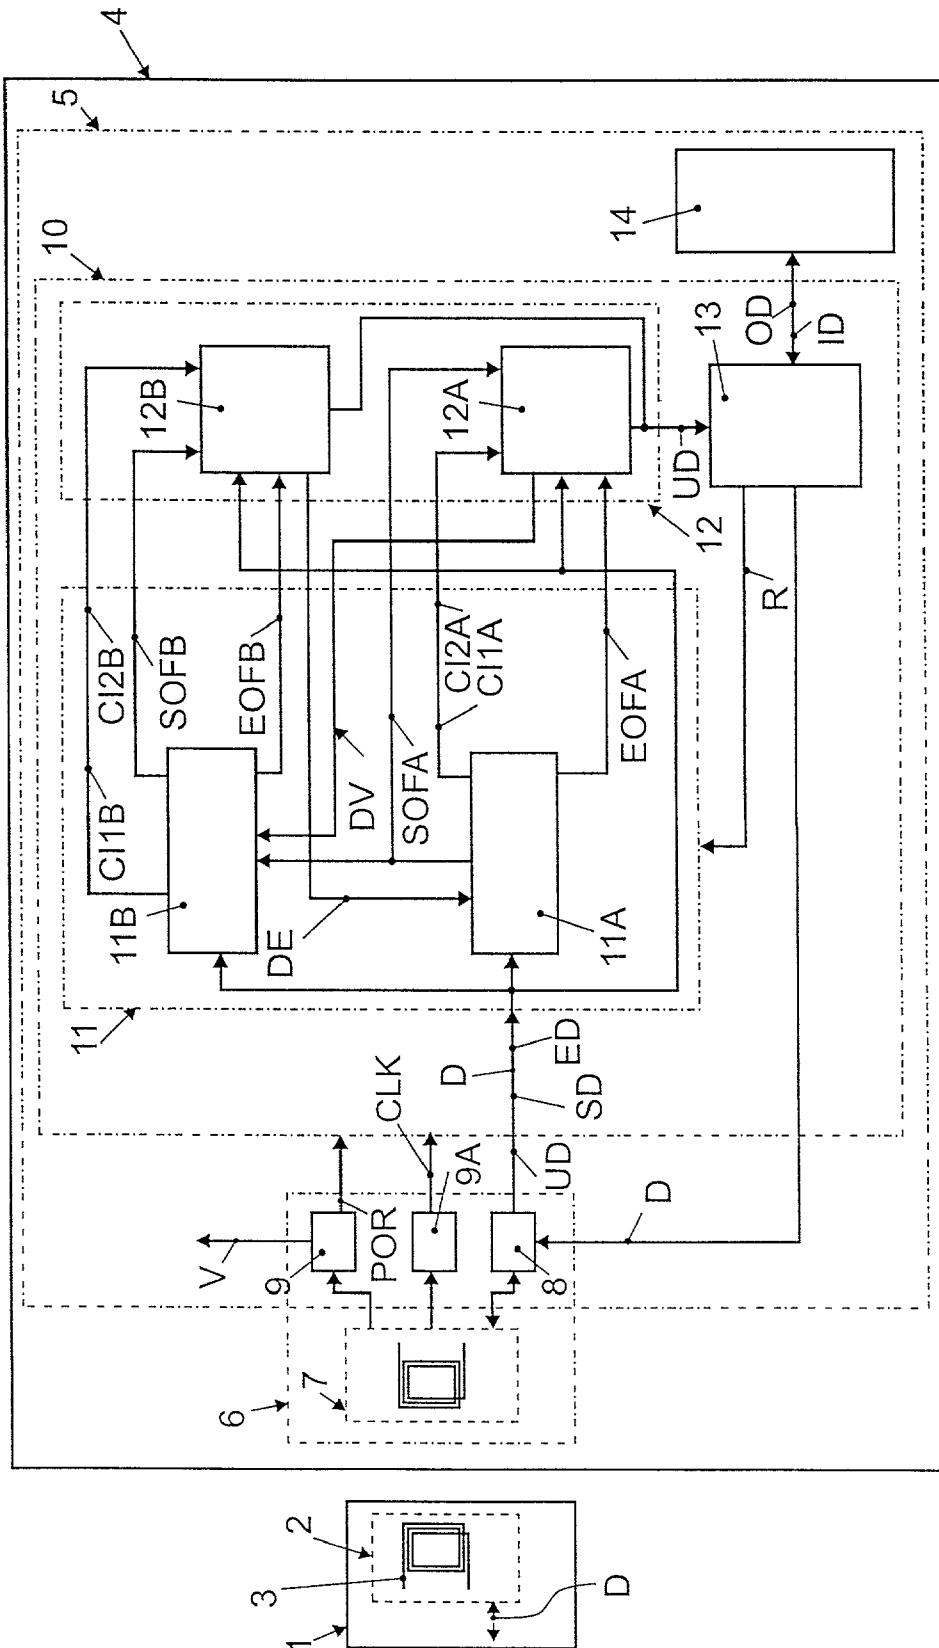 4
5
10
14
OD
ID
13
12B
12A
UD
12
R
CI2B
SOFB
EOFB
CI2A
CI1A
EOFA
CI1B
DV
SOFA
11B
DE
11A
11
ED
D
SD
CLK
9A
UD
D
POR
V
9
8
7
6
2
3
1
D